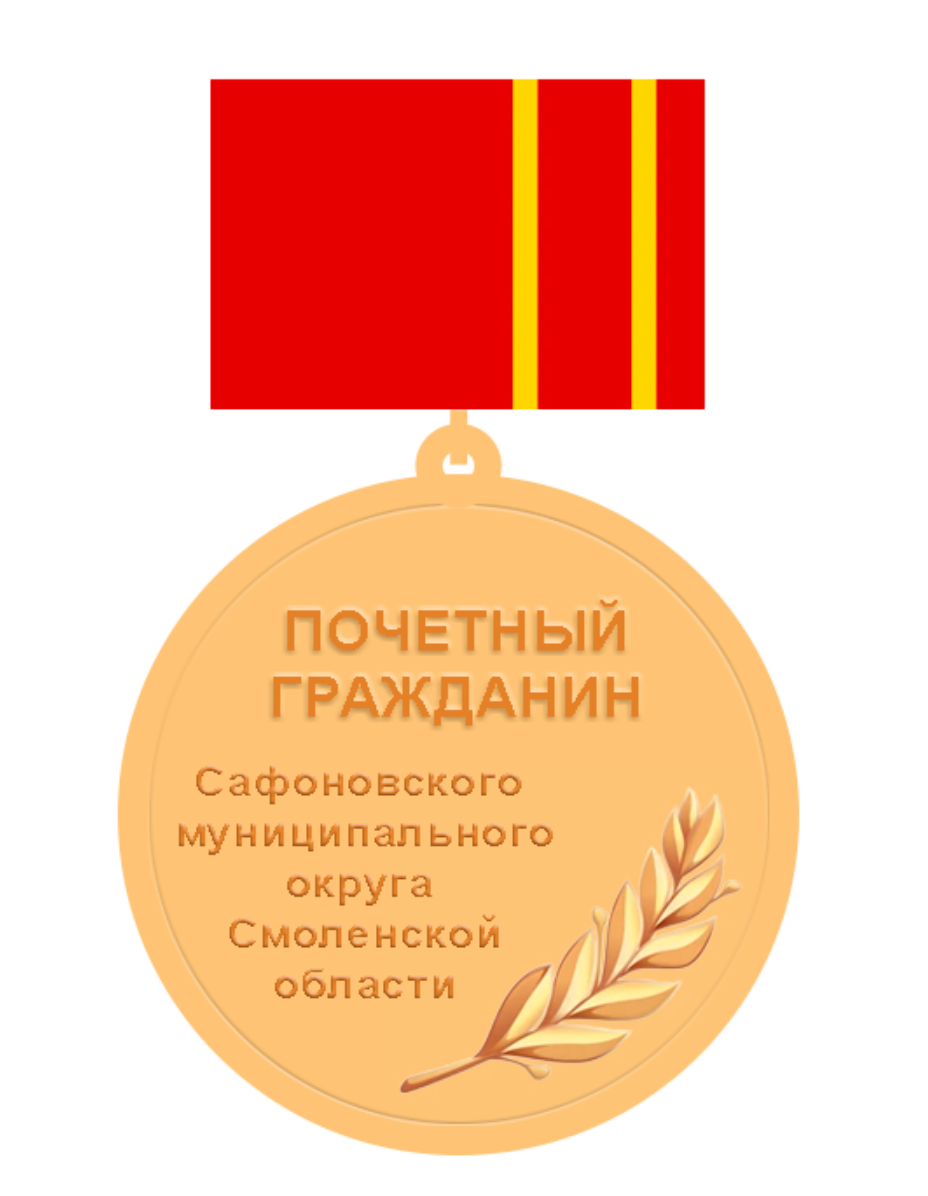 ПОЧЕТНЫЙ
ГРАЖДАНИН
Сафоновского
муниципального
округа
Смоленской
области